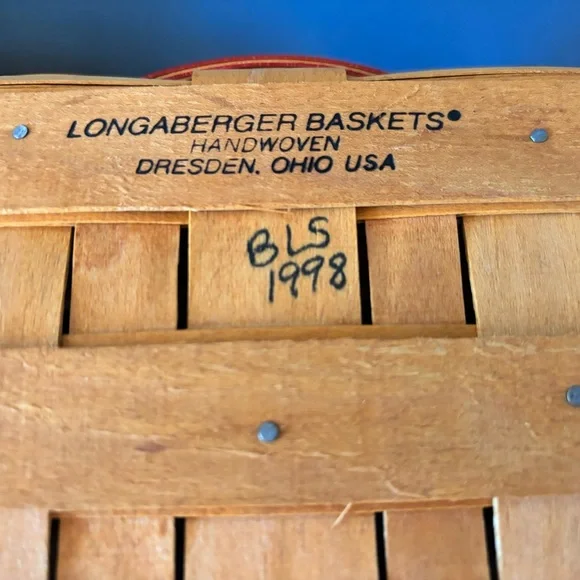 LONGABERGER BASKETS®
HANDWOVEN
DRESDEN, OHIO USA
BLS
1998